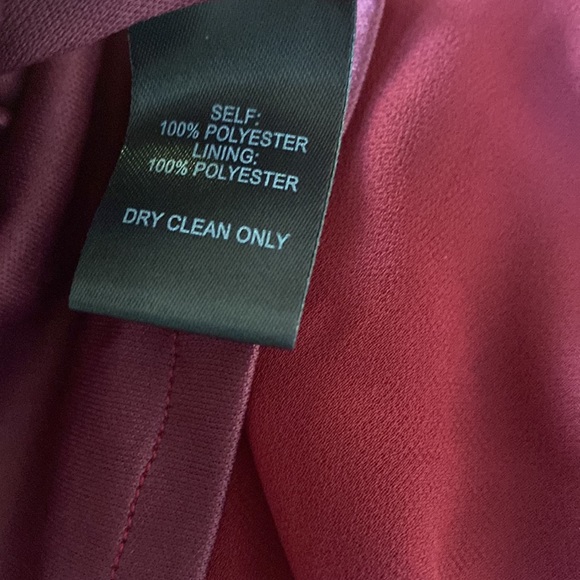 SELF:
100% POLYESTER
LINING:
100% POLYESTER
DRY CLEAN ONLY